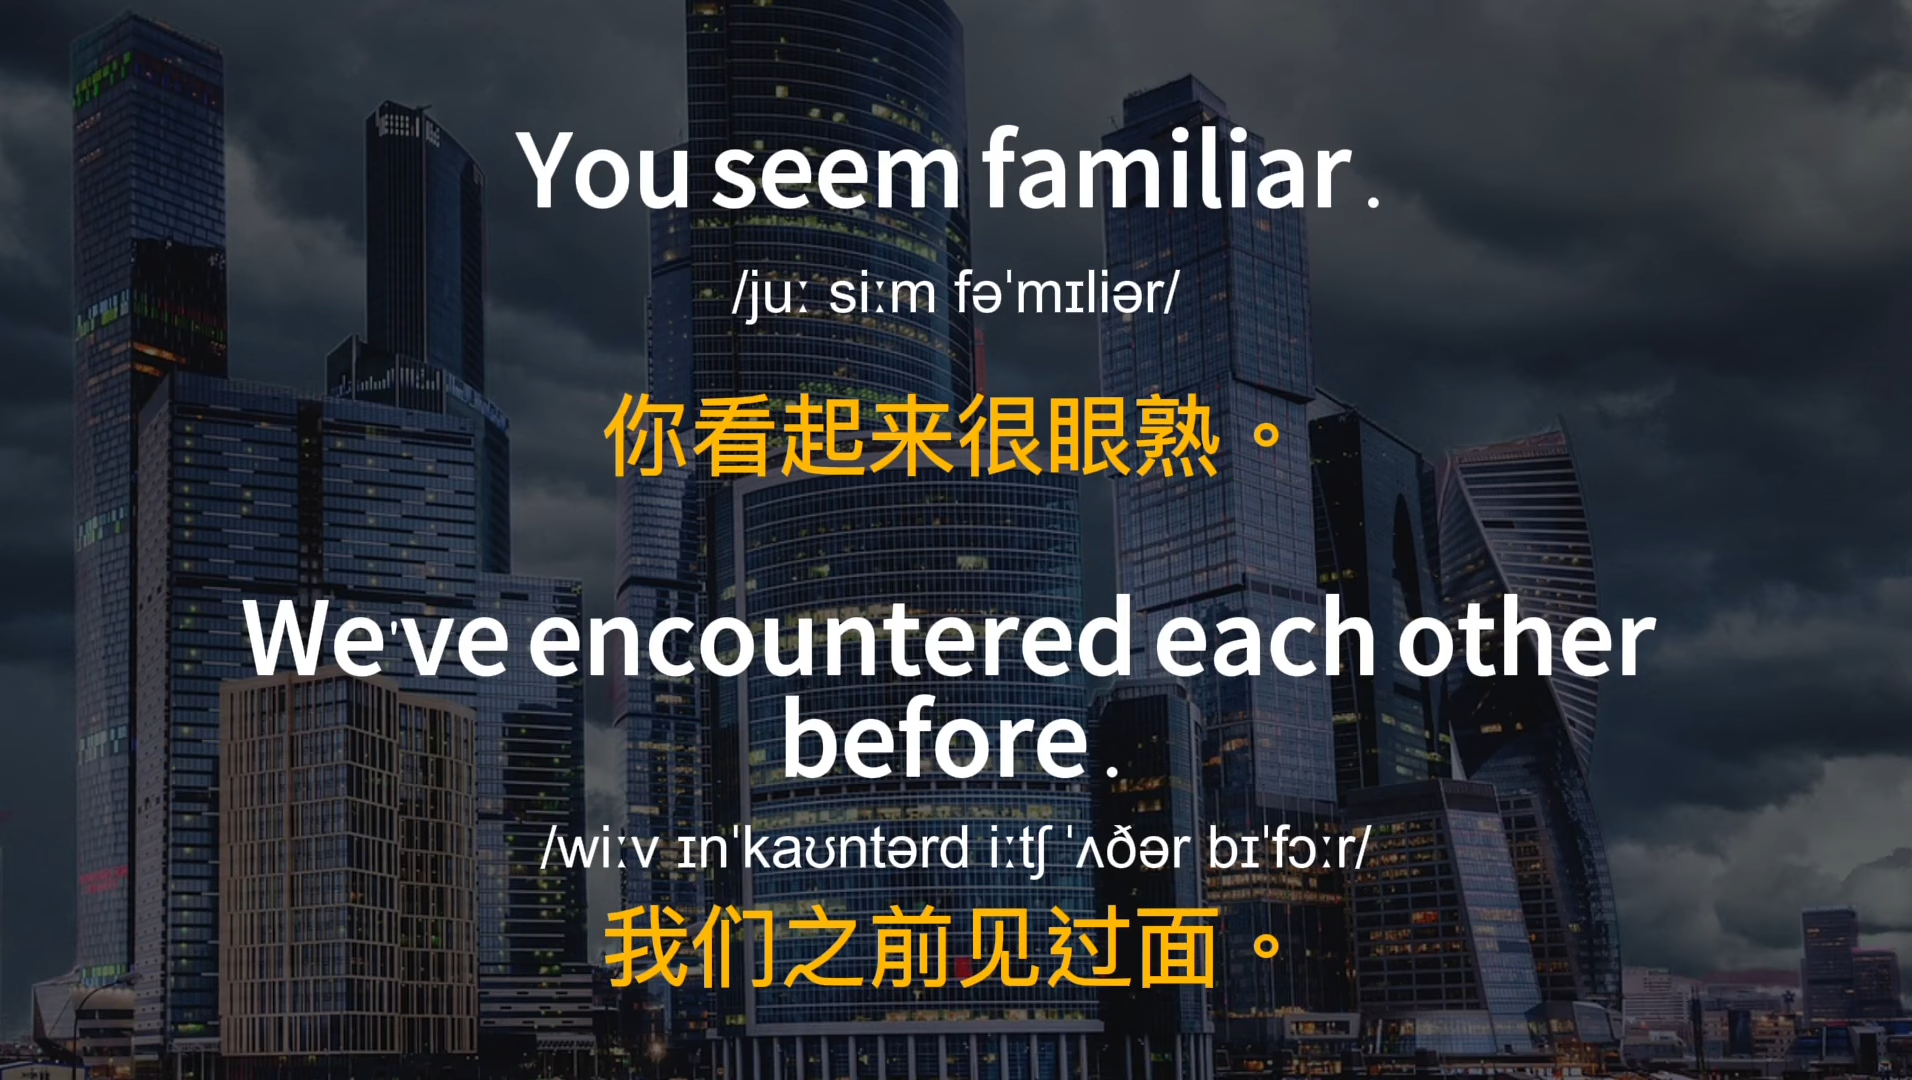 You seem familiar.
/juː siːm fəˈmɪliər/
你看起来很眼熟。
We've encountered each other
before.
/wiːv ɪnˈkaʊntərd iːtʃ ˈʌðər bɪˈfɔːr/
我们之前见过面。